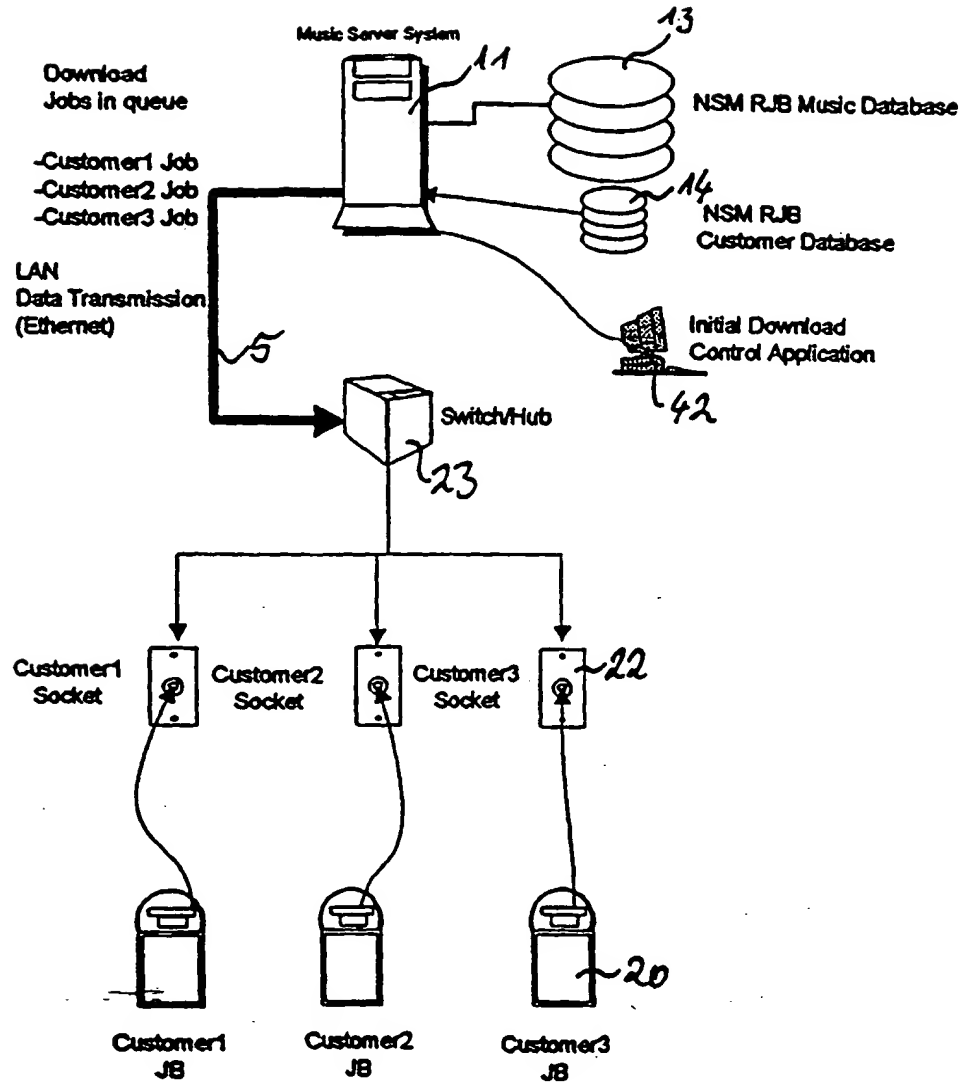 Music Server System
11
13
Download
Jobs in queue
NSM RJB Music Database
-Customer1 Job
-Customer2 Job
-Customer3 Job
14
NSM RJB
Customer Database
LAN
Data Transmission
(Ethernet)
5
Initial Download
Control Application
42
Switch/Hub
23
Customer1
Socket
Customer2
Socket
Customer3
Socket
22
20
Customer1
JB
Customer2
JB
Customer3
JB